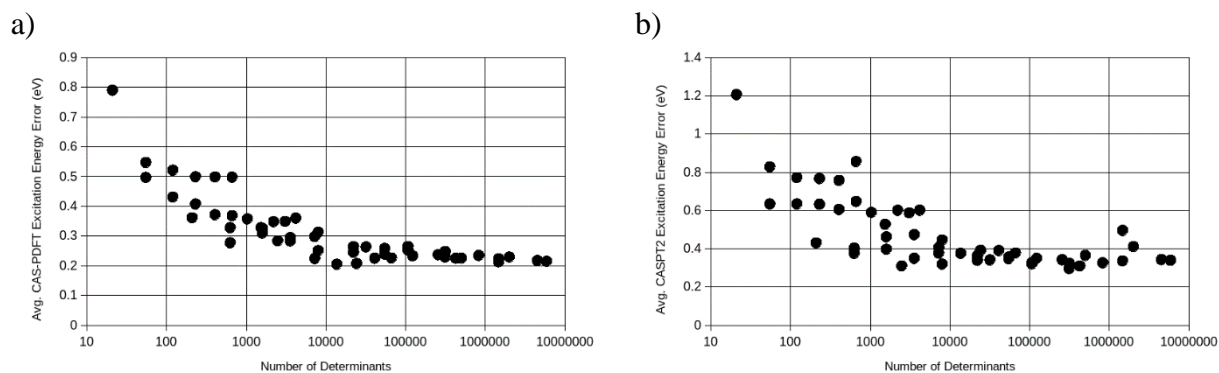 a)
b)
0.9
0.8
0.7
0.6
0.5
0.4
0.3
0.2
0.1
0
Avg. CAS-PDFT Excitation Energy Error (eV)
10 100 1000 10000 100000 1000000 10000000
Number of Determinants
1.4
1.2
1
0.8
0.6
0.4
0.2
0
Avg. CASPT2 Excitation Energy Error (eV)
10 100 1000 10000 100000 1000000 10000000
Number of Determinants